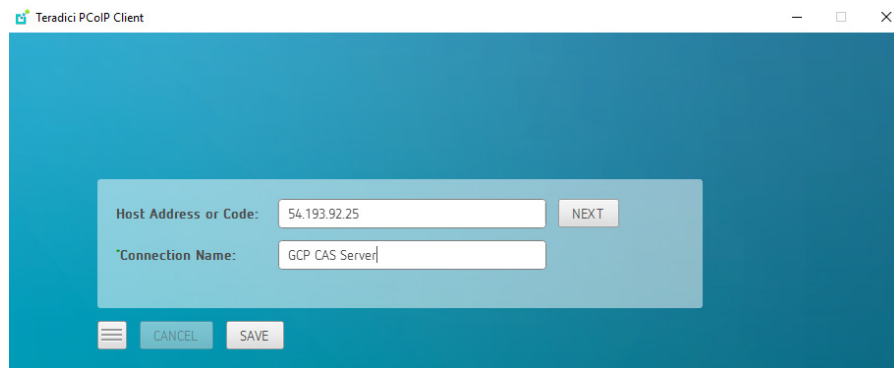 Teradici PCoIP Client
Host Address or Code: 54.193.92.25 NEXT
*Connection Name: GCP CAS Server
CANCEL SAVE